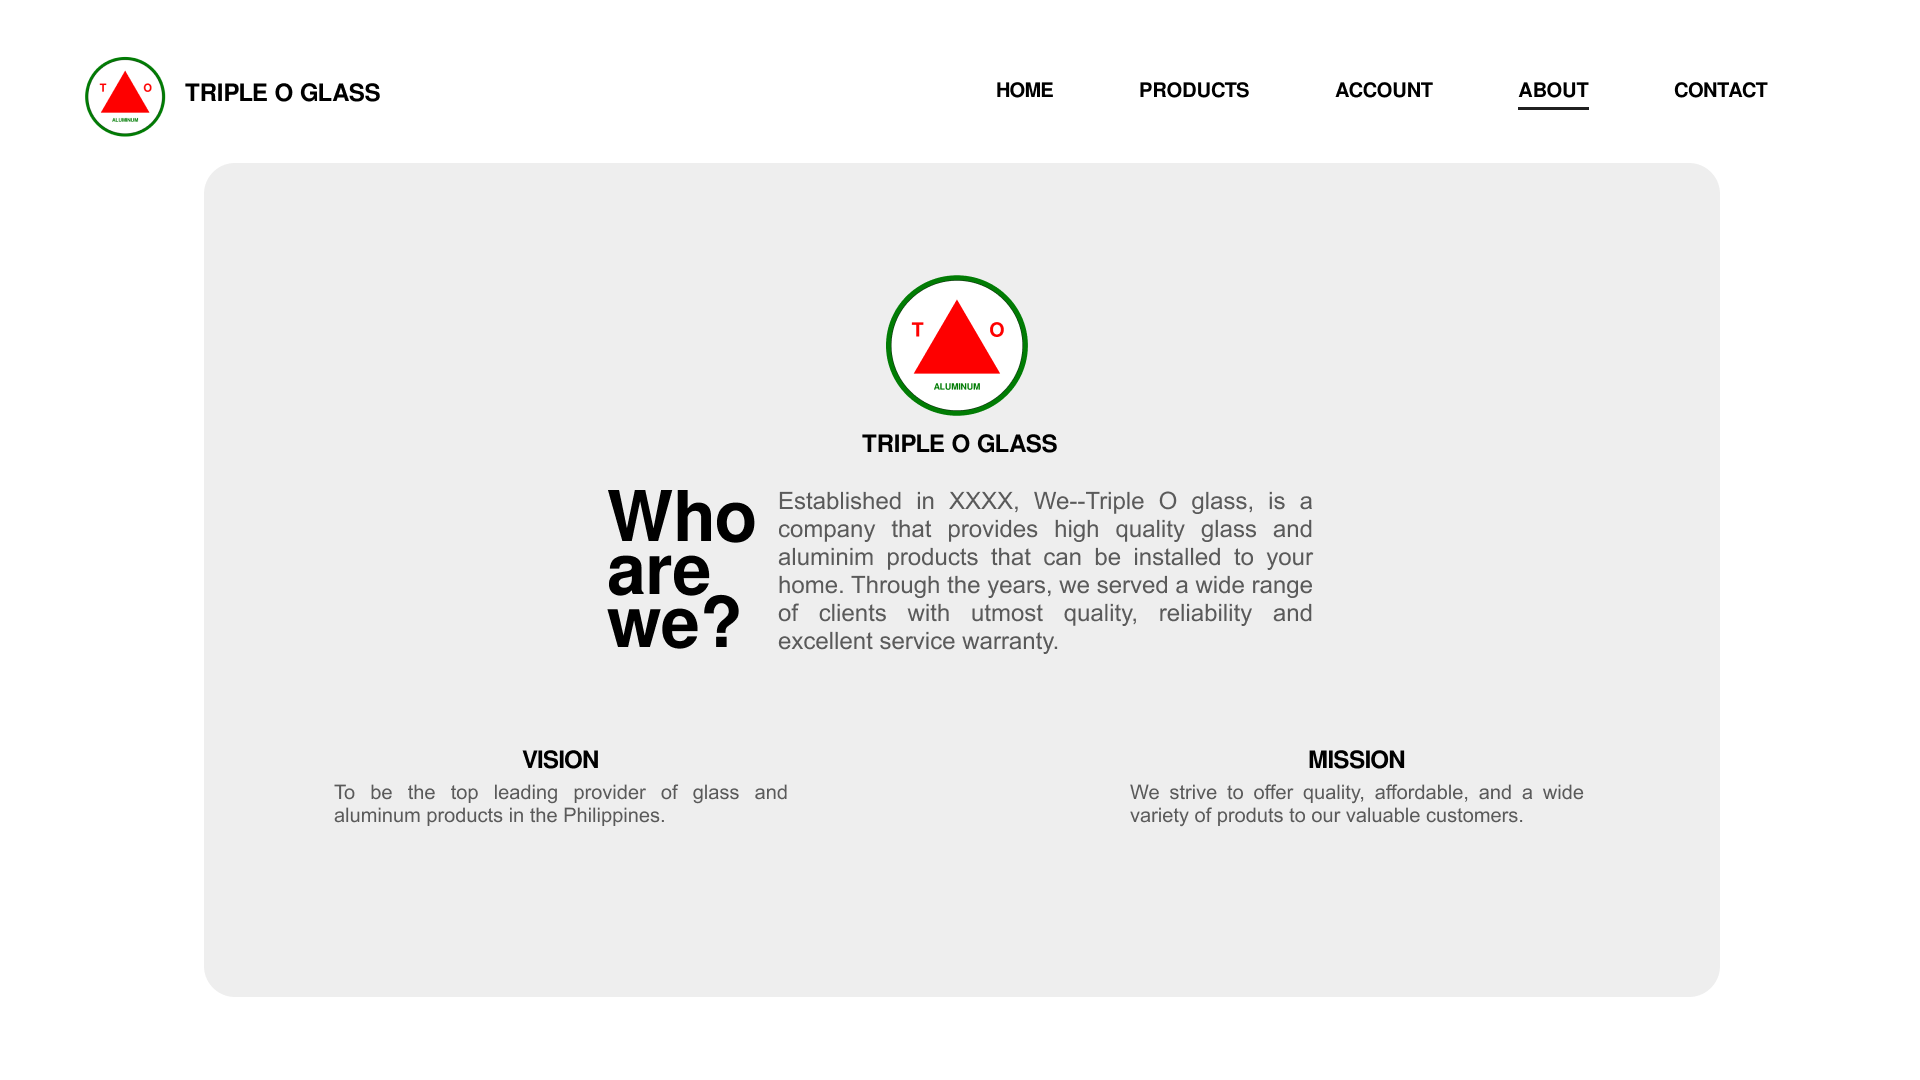 TRIPLE O GLASS
HOME PRODUCTS ACCOUNT ABOUT CONTACT
T O
ALUMINUM
T O
ALUMINUM
TRIPLE O GLASS
Who
are
we?
Established in XXXX, We--Triple O glass, is a
company that provides high quality glass and
aluminim products that can be installed to your
home. Through the years, we served a wide range
of clients with utmost quality, reliability and
excellent service warranty.
VISION
To be the top leading provider of glass and
aluminum products in the Philippines.
MISSION
We strive to offer quality, affordable, and a wide
variety of produts to our valuable customers.